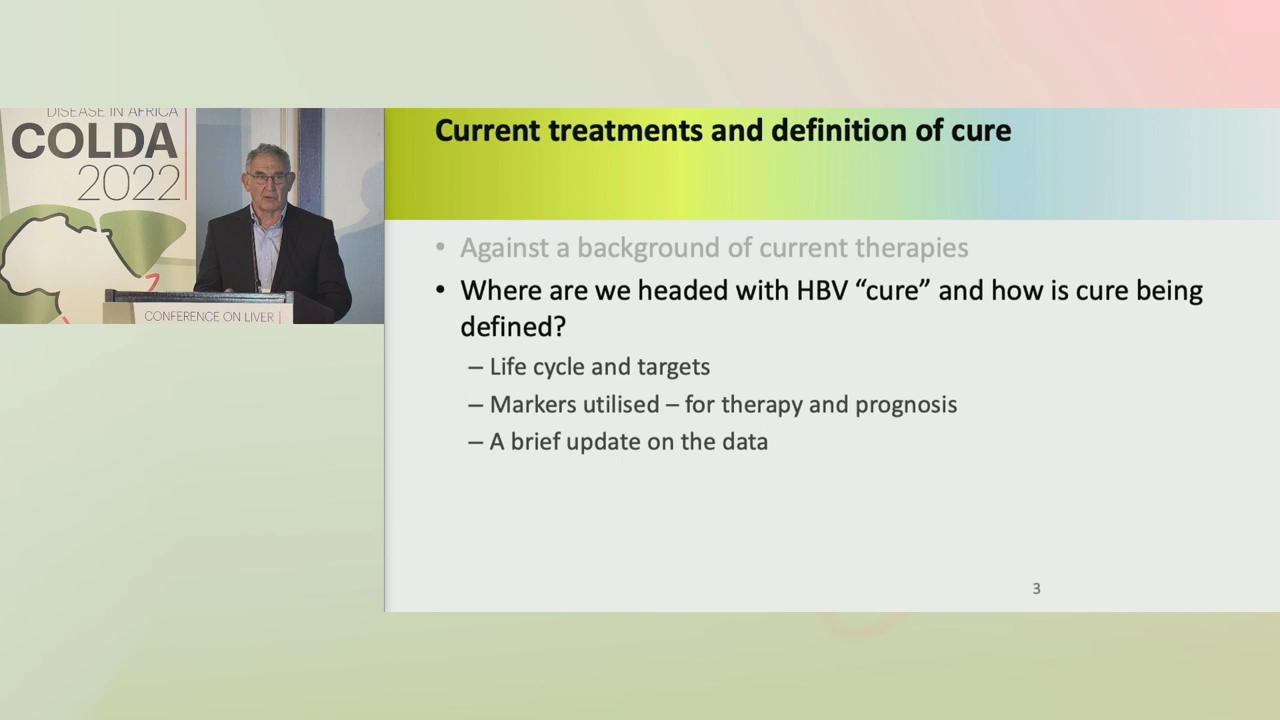 DISEASE IN AFRICA
COLDA
2022
CONFERENCE ON LIVER
Current treatments and definition of cure
• Against a background of current therapies
• Where are we headed with HBV “cure” and how is cure being
defined?
– Life cycle and targets
– Markers utilised – for therapy and prognosis
– A brief update on the data
3